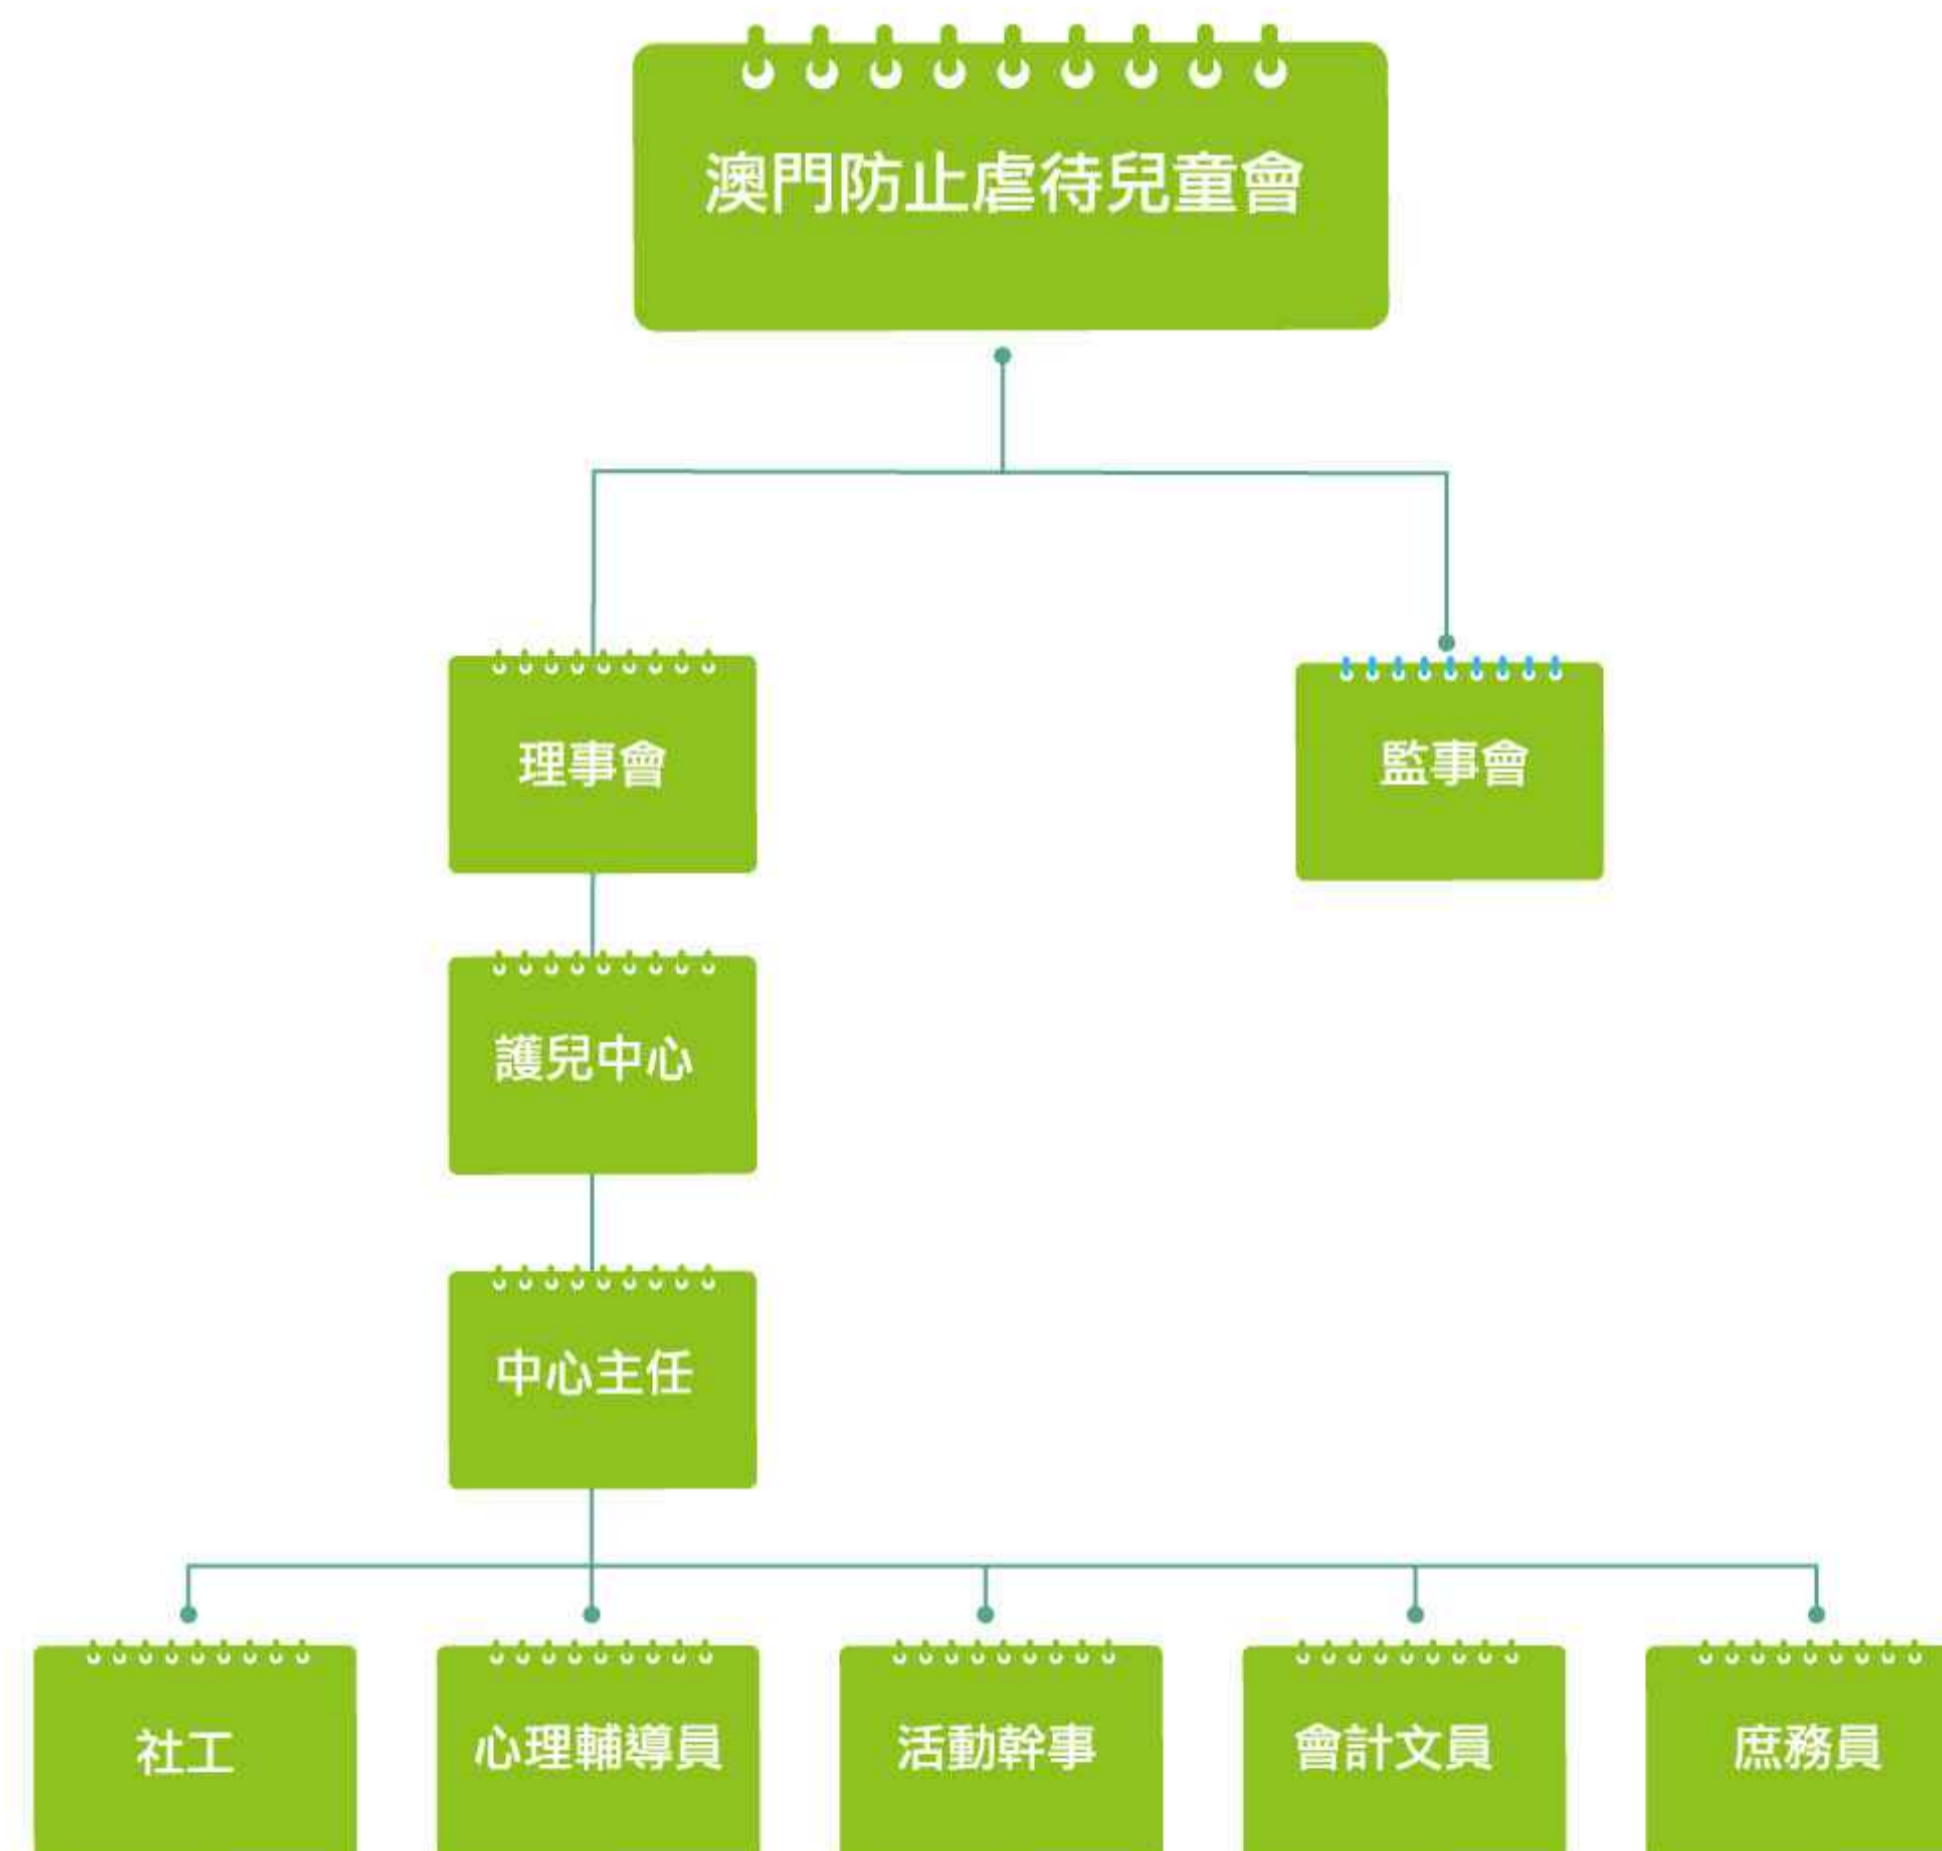 澳門防止虐待兒童會
理事會
監事會
護兒中心
中心主任
社工
心理輔導員
活動幹事
會計文員
庶務員